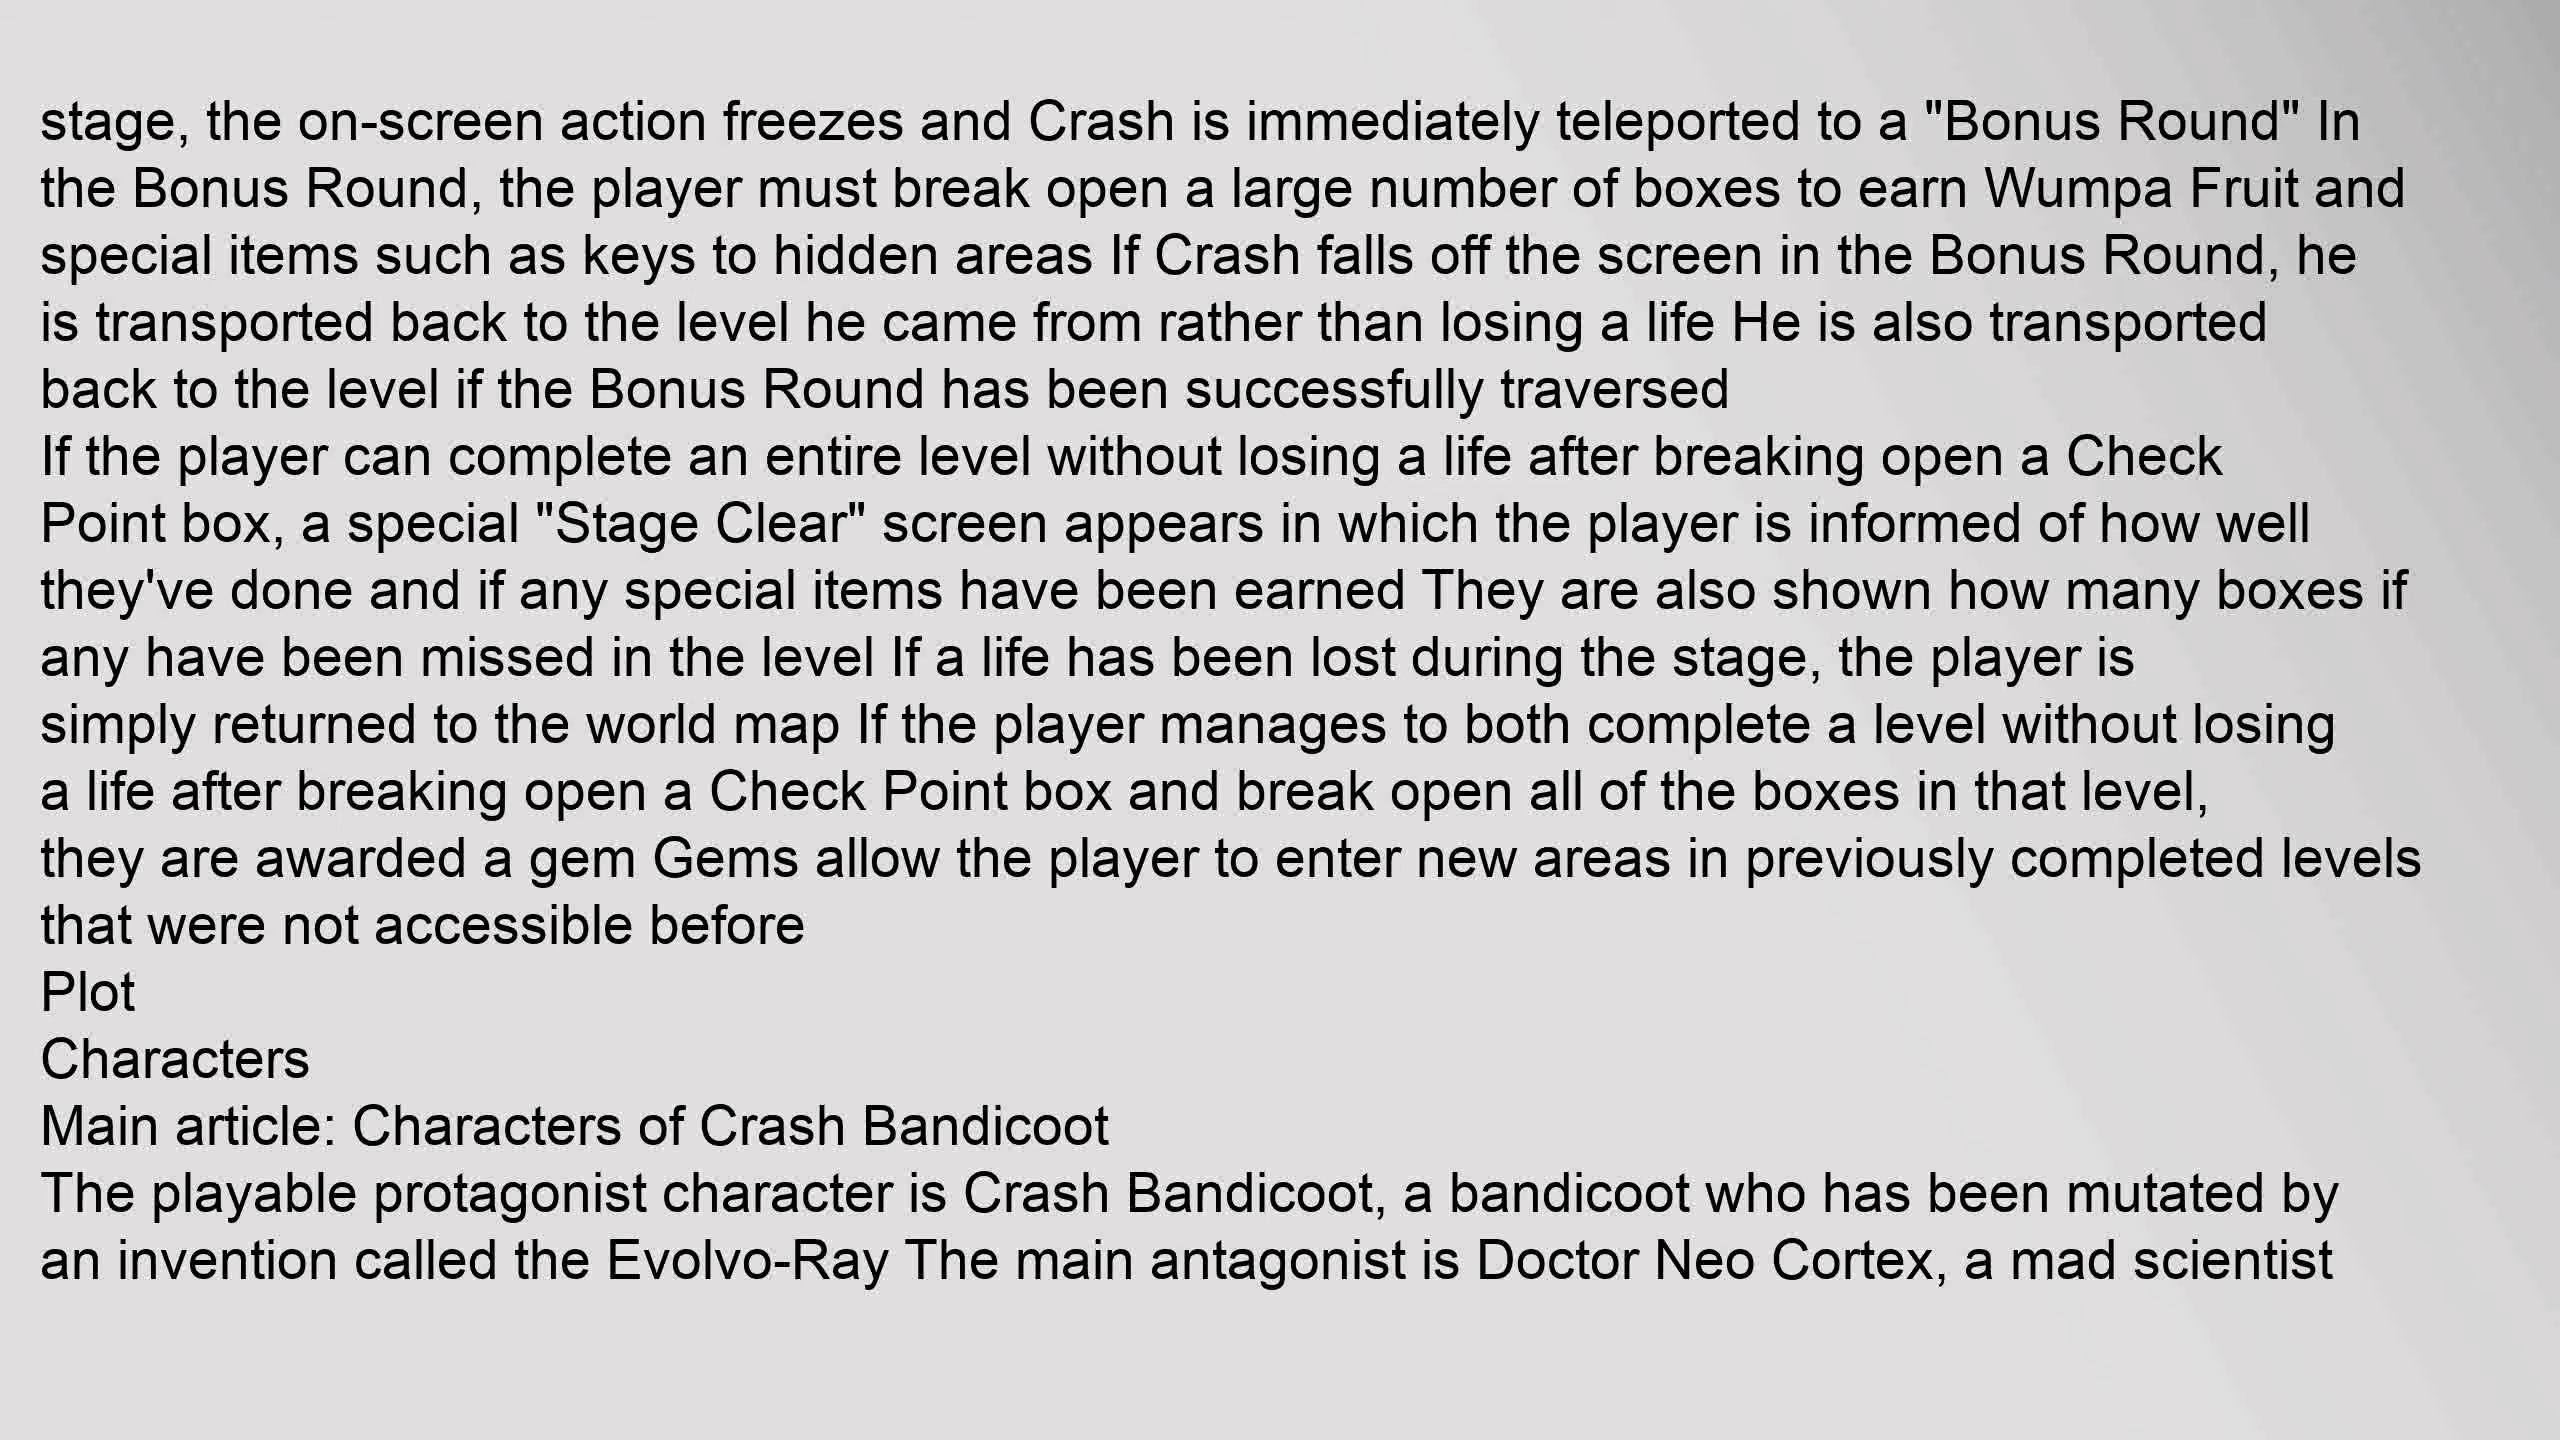 stage, the on-screen action freezes and Crash is immediately teleported to a "Bonus Round" In
the Bonus Round, the player must break open a large number of boxes to earn Wumpa Fruit and
special items such as keys to hidden areas If Crash falls off the screen in the Bonus Round, he
is transported back to the level he came from rather than losing a life He is also transported
back to the level if the Bonus Round has been successfully traversed
If the player can complete an entire level without losing a life after breaking open a Check
Point box, a special "Stage Clear" screen appears in which the player is informed of how well
they've done and if any special items have been earned They are also shown how many boxes if
any have been missed in the level If a life has been lost during the stage, the player is
simply returned to the world map If the player manages to both complete a level without losing
a life after breaking open a Check Point box and break open all of the boxes in that level,
they are awarded a gem Gems allow the player to enter new areas in previously completed levels
that were not accessible before
Plot
Characters
Main article: Characters of Crash Bandicoot
The playable protagonist character is Crash Bandicoot, a bandicoot who has been mutated by
an invention called the Evolvo-Ray The main antagonist is Doctor Neo Cortex, a mad scientist